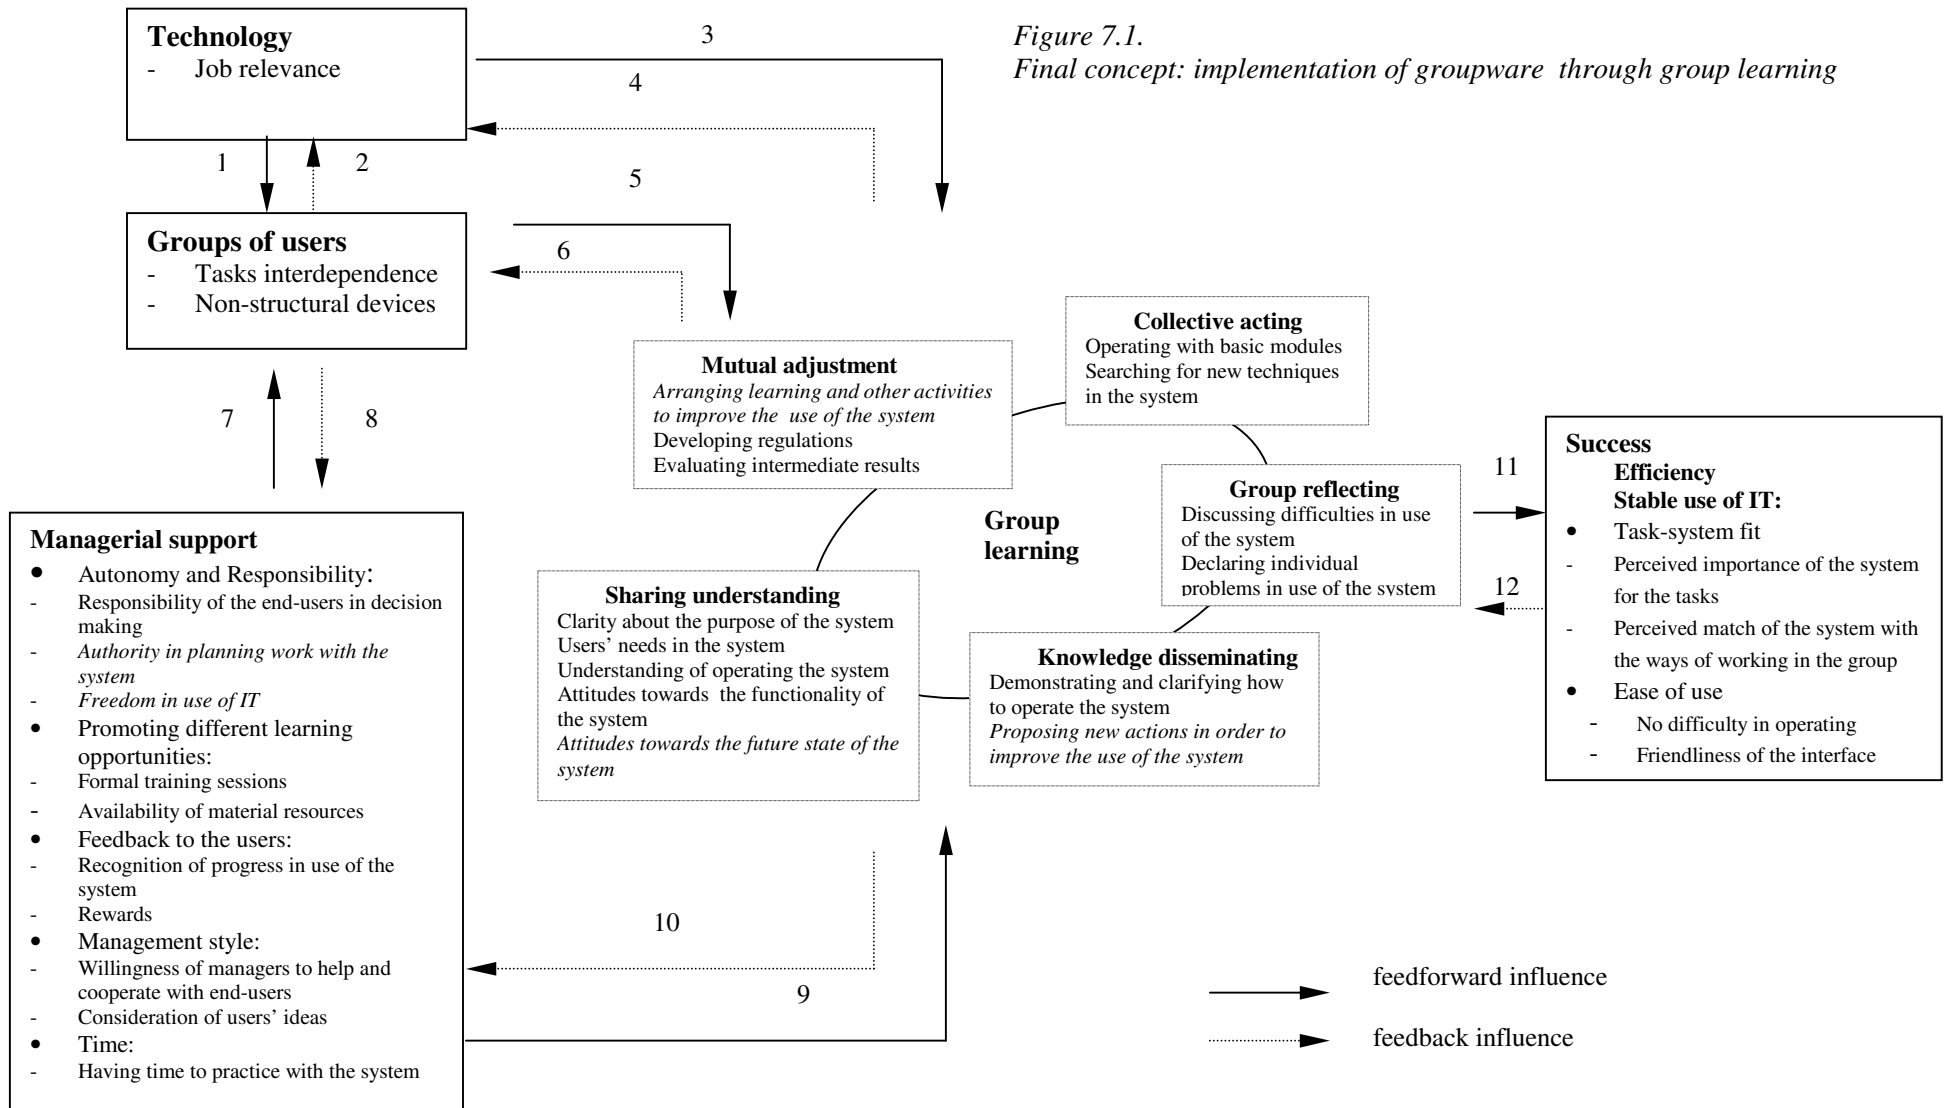 Technology
- Job relevance
3
4
Figure 7.1.
Final concept: implementation of groupware through group learning
1
2
5
6
Groups of users
- Tasks interdependence
- Non-structural devices
7
8
Mutual adjustment
Arranging learning and other activities
to improve the use of the system
Developing regulations
Evaluating intermediate results
Collective acting
Operating with basic modules
Searching for new techniques
in the system
Group
learning
Group reflecting
Discussing difficulties in use
of the system
Declaring individual
problems in use of the system
11
12
Success
Efficiency
Stable use of IT:
• Task-system fit
- Perceived importance of the system
for the tasks
- Perceived match of the system with
the ways of working in the group
• Ease of use
- No difficulty in operating
- Friendliness of the interface
Sharing understanding
Clarity about the purpose of the system
Users’ needs in the system
Understanding of operating the system
Attitudes towards the functionality of
the system
Attitudes towards the future state of the
system
Knowledge disseminating
Demonstrating and clarifying how
to operate the system
Proposing new actions in order to
improve the use of the system
Managerial support
• Autonomy and Responsibility:
- Responsibility of the end-users in decision
making
- Authority in planning work with the
system
- Freedom in use of IT
• Promoting different learning
opportunities:
- Formal training sessions
- Availability of material resources
• Feedback to the users:
- Recognition of progress in use of the
system
- Rewards
• Management style:
- Willingness of managers to help and
cooperate with end-users
- Consideration of users’ ideas
• Time:
- Having time to practice with the system
10
9
feedforward influence
feedback influence